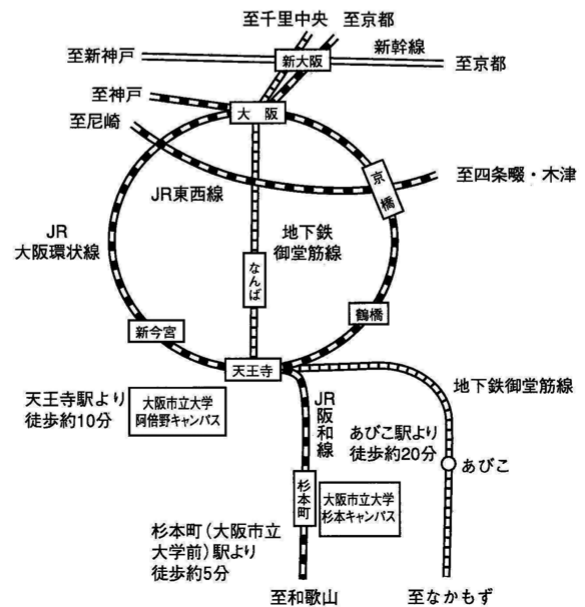 至千里中央
至京都
至新神戸
新大阪
新幹線
至京都
至神戸
大阪
至尼崎
京橋
至四条畷・木津
JR東西線
JR
大阪環状線
地下鉄
御堂筋線
なんば
新今宮
鶴橋
天王寺
天王寺駅より
徒歩約10分
大阪市立大学
阿倍野キャンパス
JR阪和線
地下鉄御堂筋線
あびこ駅より
徒歩約20分
あびこ
杉本町
大阪市立大学
杉本キャンパス
杉本町（大阪市立
大学前）駅より
徒歩約5分
至和歌山
至なかもず